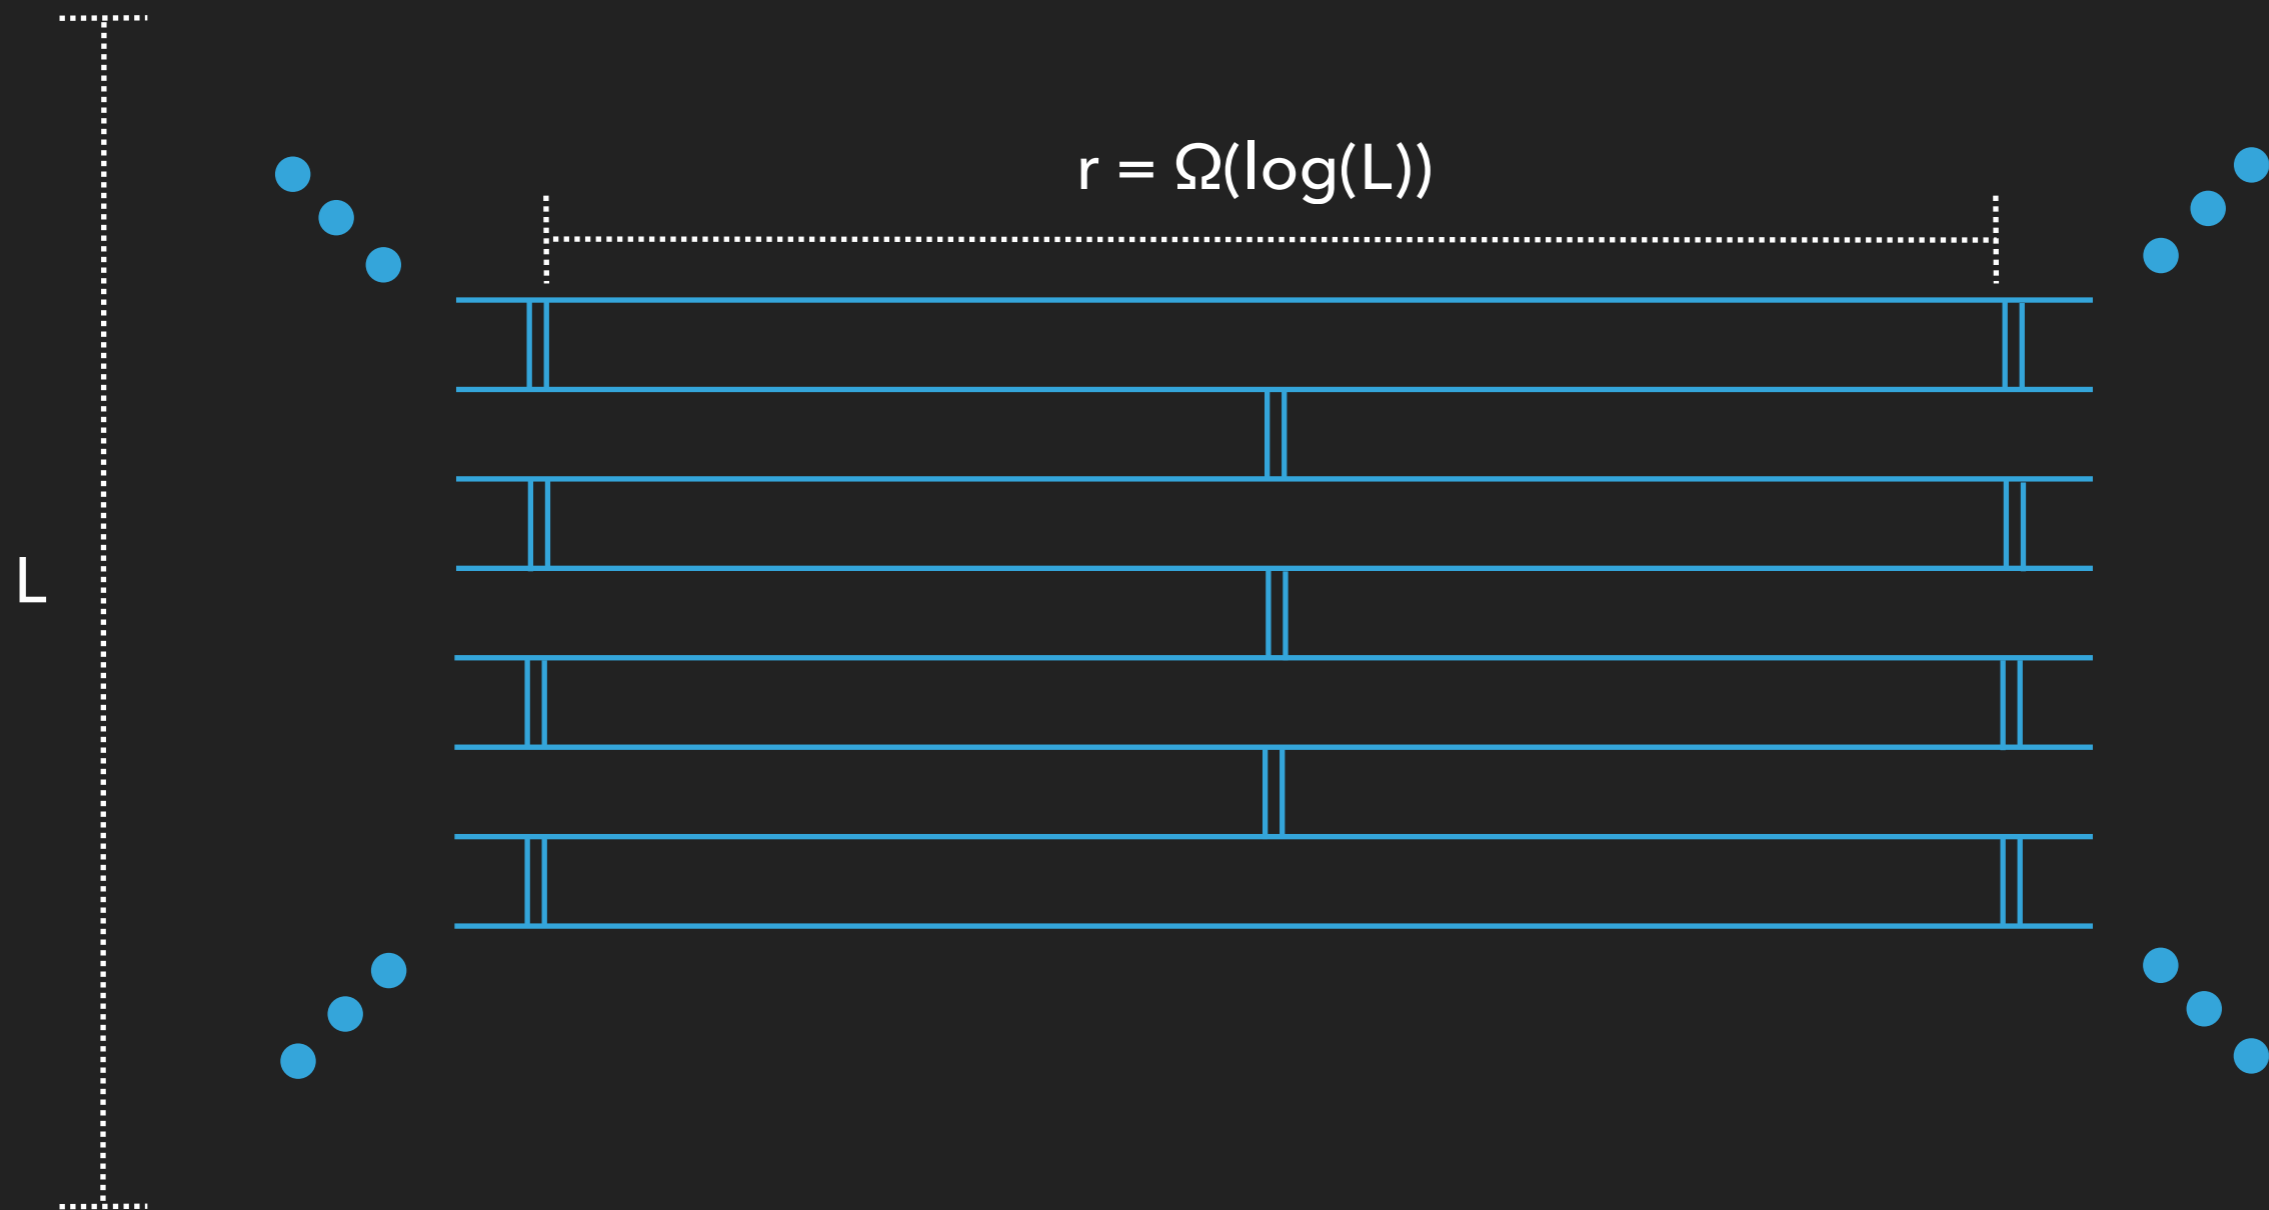 r = Ω(log(L))
L